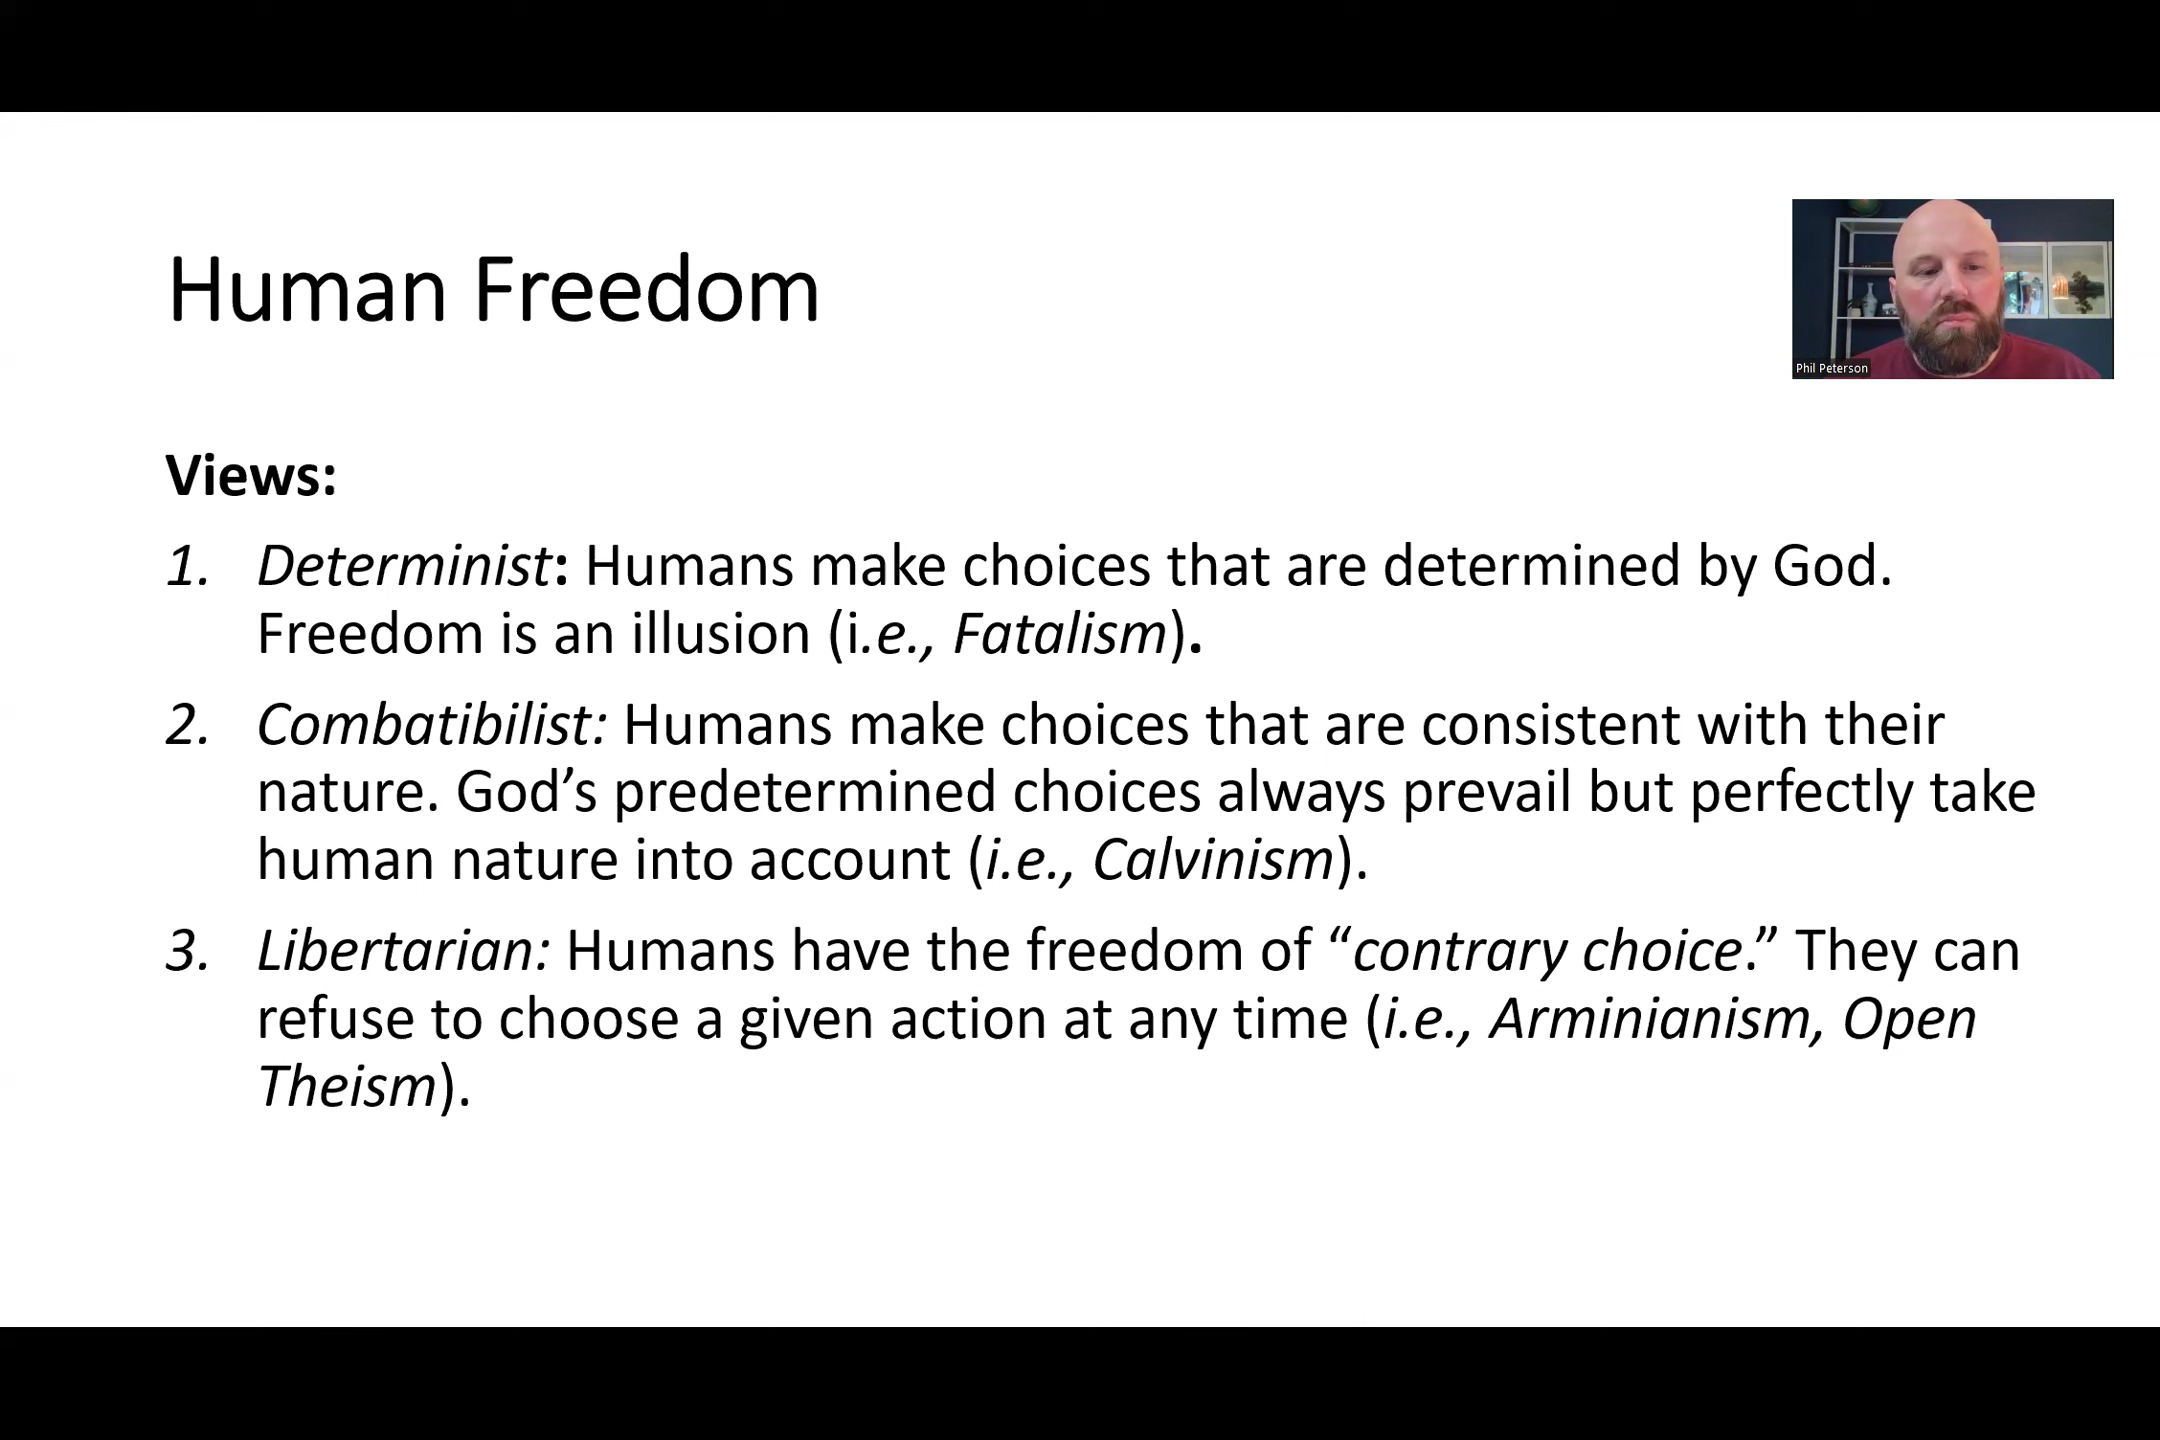 Human Freedom
Phil Peterson
Views:
1. Determinist: Humans make choices that are determined by God.
Freedom is an illusion (i.e., Fatalism).
2. Combatibilist: Humans make choices that are consistent with their
nature. God’s predetermined choices always prevail but perfectly take
human nature into account (i.e., Calvinism).
3. Libertarian: Humans have the freedom of “contrary choice.” They can
refuse to choose a given action at any time (i.e., Arminianism, Open
Theism).